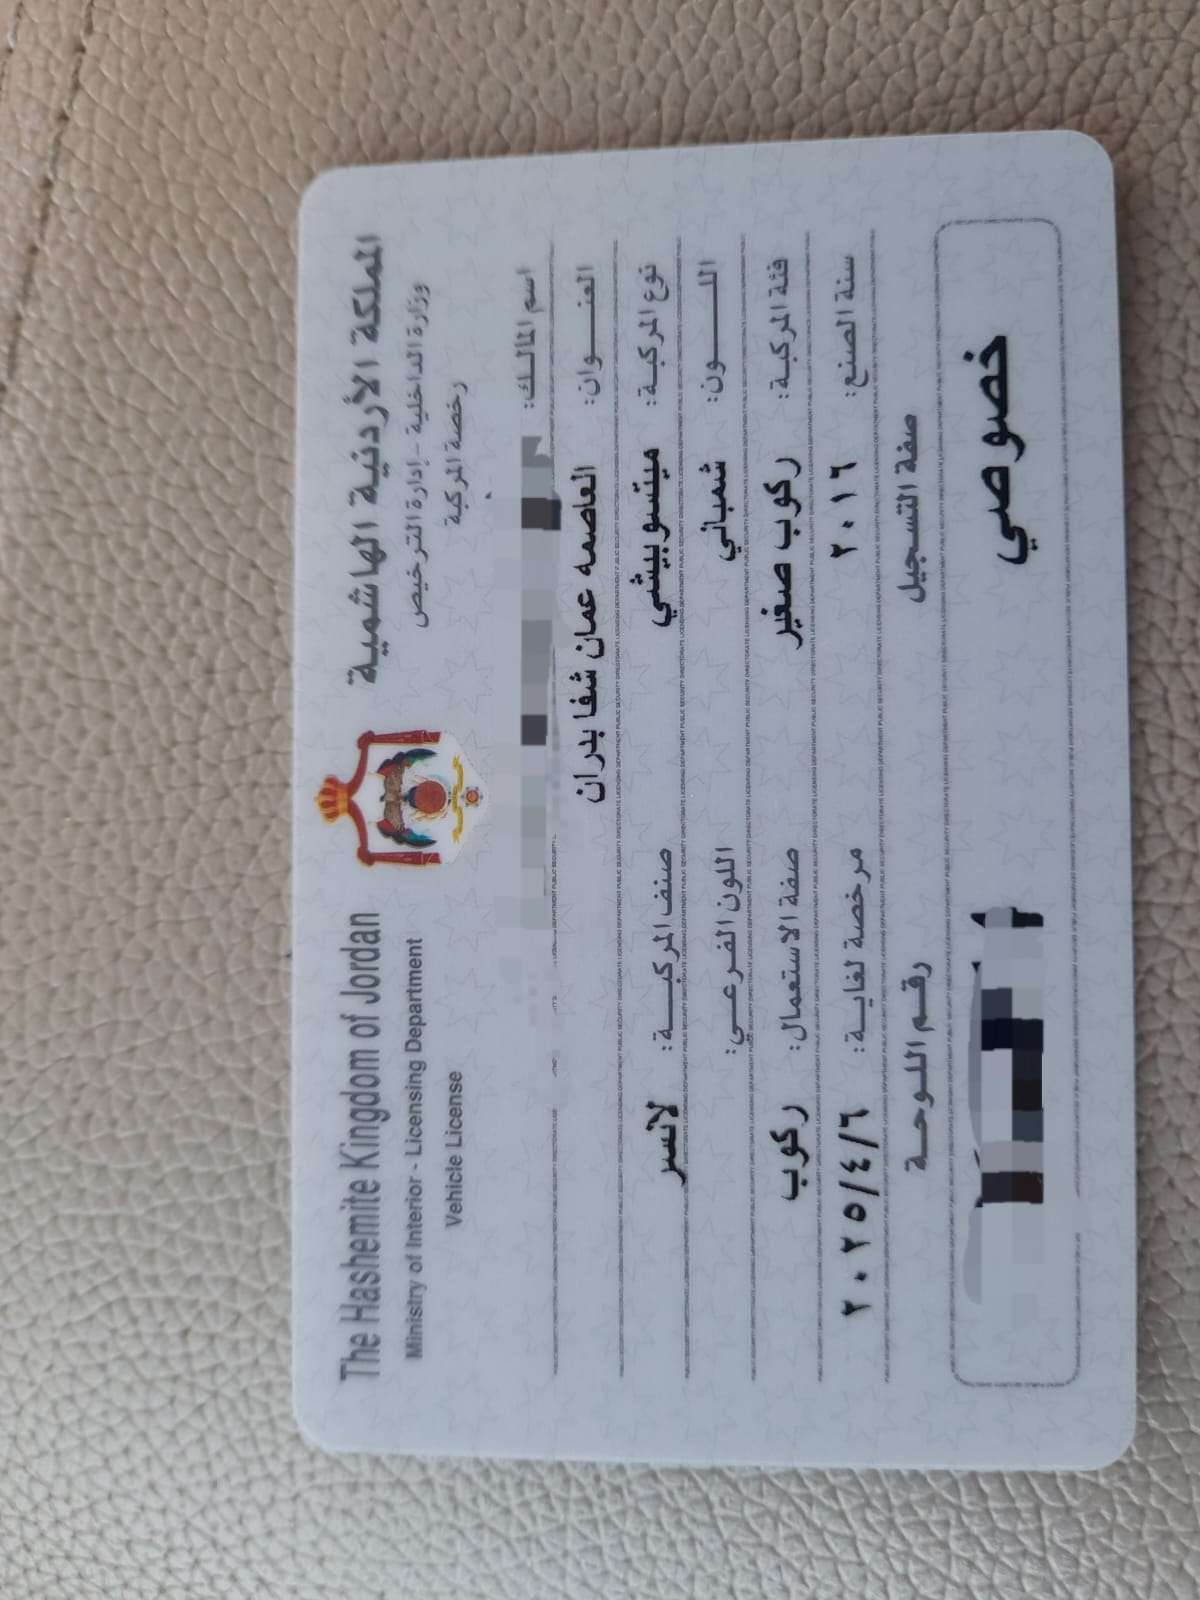 المملكة الأردنية الهاشمية
The Hashemite Kingdom of Jordan
وزارة الداخلية - إدارة الترخيص
Ministry of Interior - Licensing Department
رخصة المركبة
Vehicle License
اسم المالك:
العنوان: العاصمه عمان شفا بدران
نوع المركبة: ميتسوبيشي صنف المركبة: لانسر
اللون: شمباني اللون الفرعي:
فئة المركبة: ركوب صغير صفة الاستعمال: ركوب
سنة الصنع: ٢٠١٦ مرخصة لغاية: ٢٠٢٥/٤/٦
صفة التسجيل رقم اللوحة
خصوصي